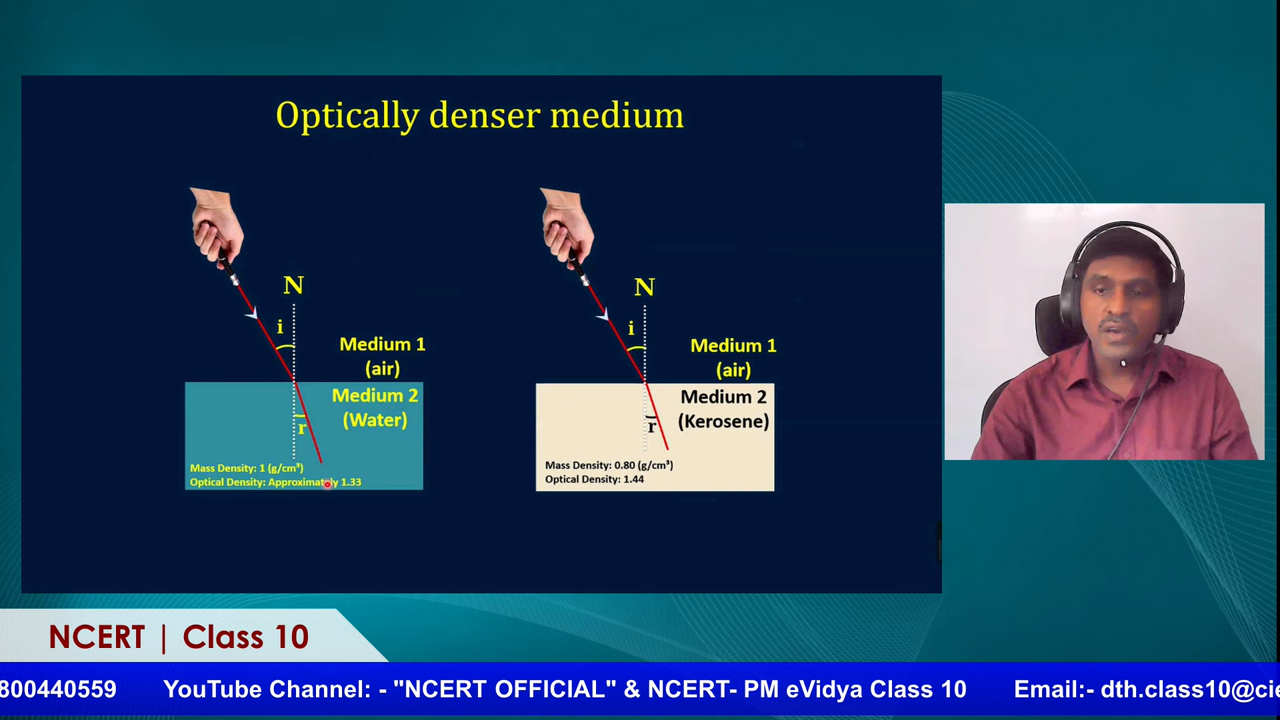 Optically denser medium
N
i
Medium 1
(air)
Medium 2
(Water)
r
Mass Density: 1 (g/cm³)
Optical Density: Approximately 1.33
N
i
Medium 1
(air)
Medium 2
(Kerosene)
r
Mass Density: 0.80 (g/cm³)
Optical Density: 1.44
NCERT | Class 10
800440559 YouTube Channel: - "NCERT OFFICIAL" & NCERT- PM eVidya Class 10 Email:- dth.class10@cie